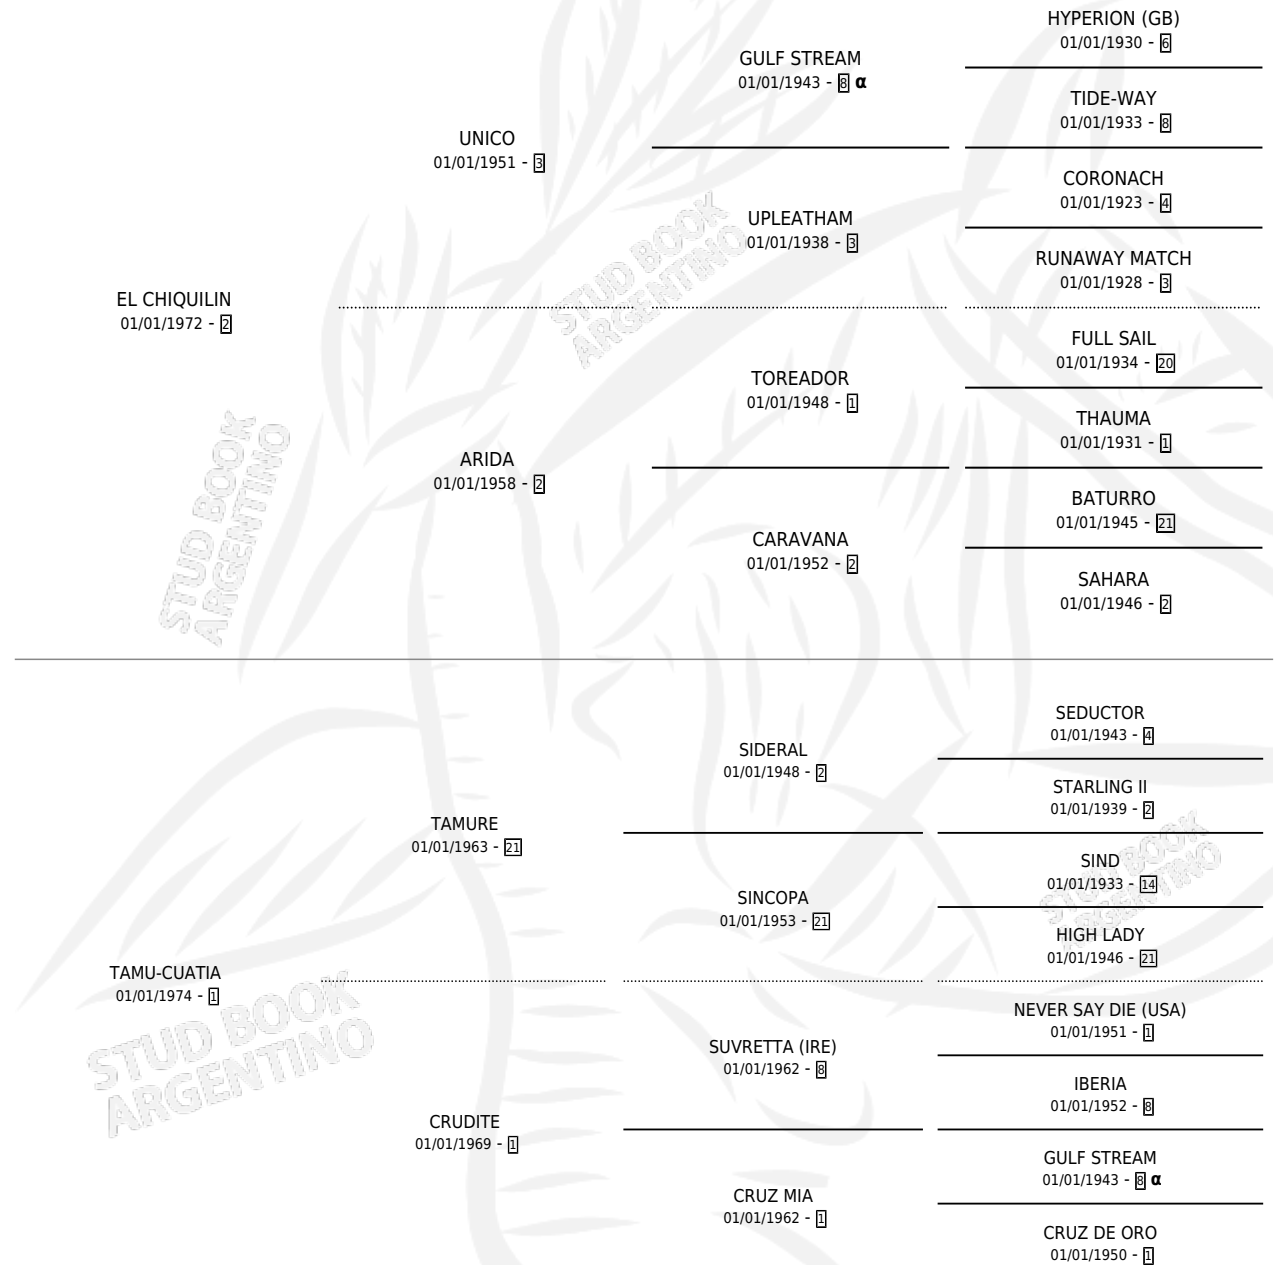 HYPERION (GB)
01/01/1930 - 6
GULF STREAM
01/01/1943 - 8 α
TIDE-WAY
01/01/1933 - 8
UNICO
01/01/1951 - 3
CORONACH
01/01/1923 - 4
UPLEATHAM
01/01/1938 - 3
RUNAWAY MATCH
01/01/1928 - 3
EL CHIQUILIN
01/01/1972 - 2
FULL SAIL
01/01/1934 - 20
TOREADOR
01/01/1948 - 1
THAUMA
01/01/1931 - 1
ARIDA
01/01/1958 - 2
BATURRO
01/01/1945 - 21
CARAVANA
01/01/1952 - 2
SAHARA
01/01/1946 - 2
SEDUCTOR
01/01/1943 - 4
SIDERAL
01/01/1948 - 2
STARLING II
01/01/1939 - 2
TAMURE
01/01/1963 - 21
SIND
01/01/1933 - 14
SINCOPA
01/01/1953 - 21
HIGH LADY
01/01/1946 - 21
TAMU-CUATIA
01/01/1974 - 1
NEVER SAY DIE (USA)
01/01/1951 - 1
SUVRETTA (IRE)
01/01/1962 - 8
IBERIA
01/01/1952 - 8
CRUDITE
01/01/1969 - 1
GULF STREAM
01/01/1943 - 8 α
CRUZ MIA
01/01/1962 - 1
CRUZ DE ORO
01/01/1950 - 1
STUD BOOK
ARGENTINO
STUD BOOK
ARGENTINO
STUD BOOK
ARGENTINO
STUD BOOK
ARGENTINO